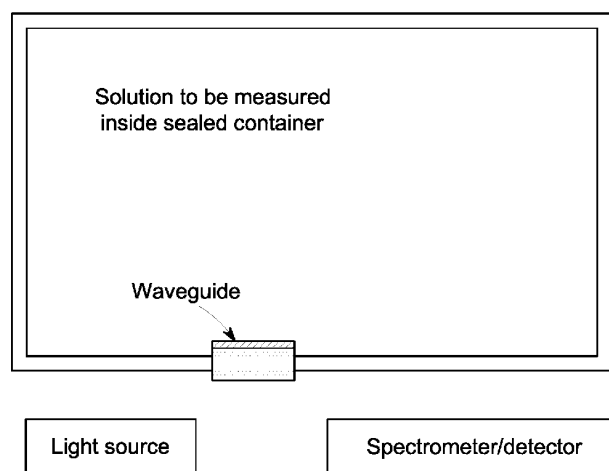 Solution to be measured
inside sealed container
Waveguide
Light source
Spectrometer/detector